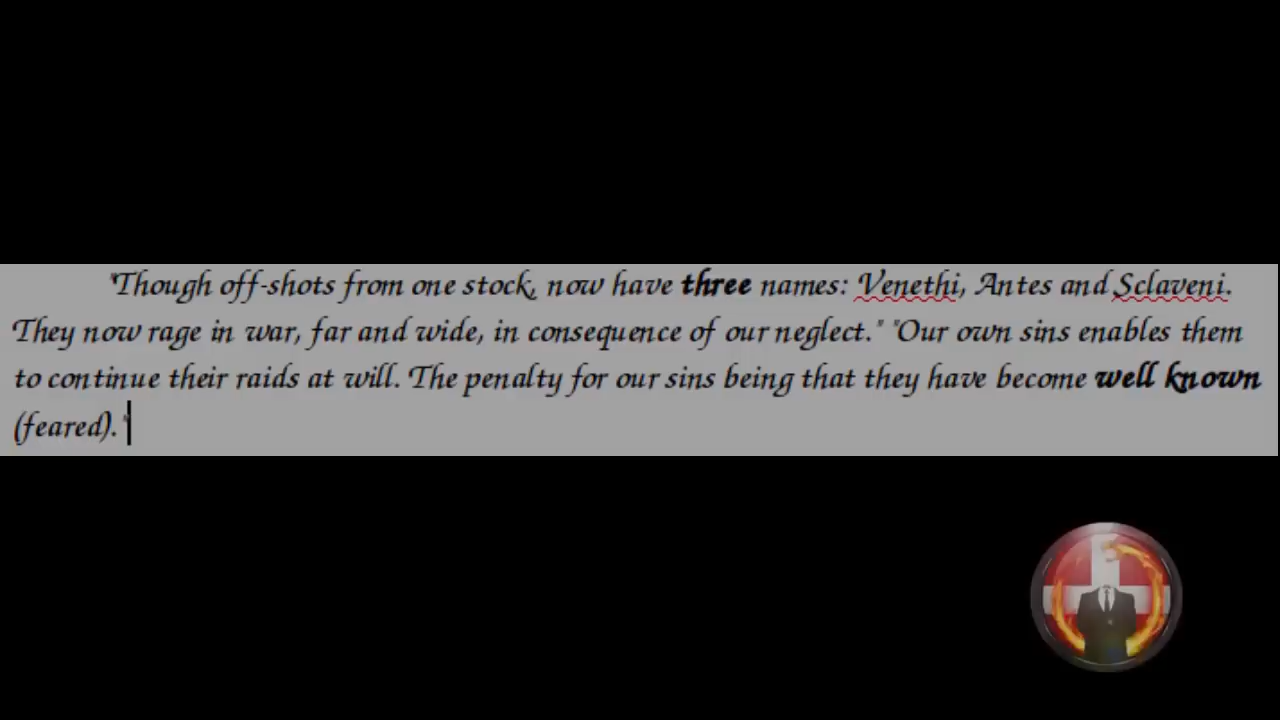 "Though off-shots from one stock, now have three names: Venethi, Antes and Sclaveni.
They now rage in war, far and wide, in consequence of our neglect." "Our own sins enables them
to continue their raids at will. The penalty for our sins being that they have become well known
(feared)."